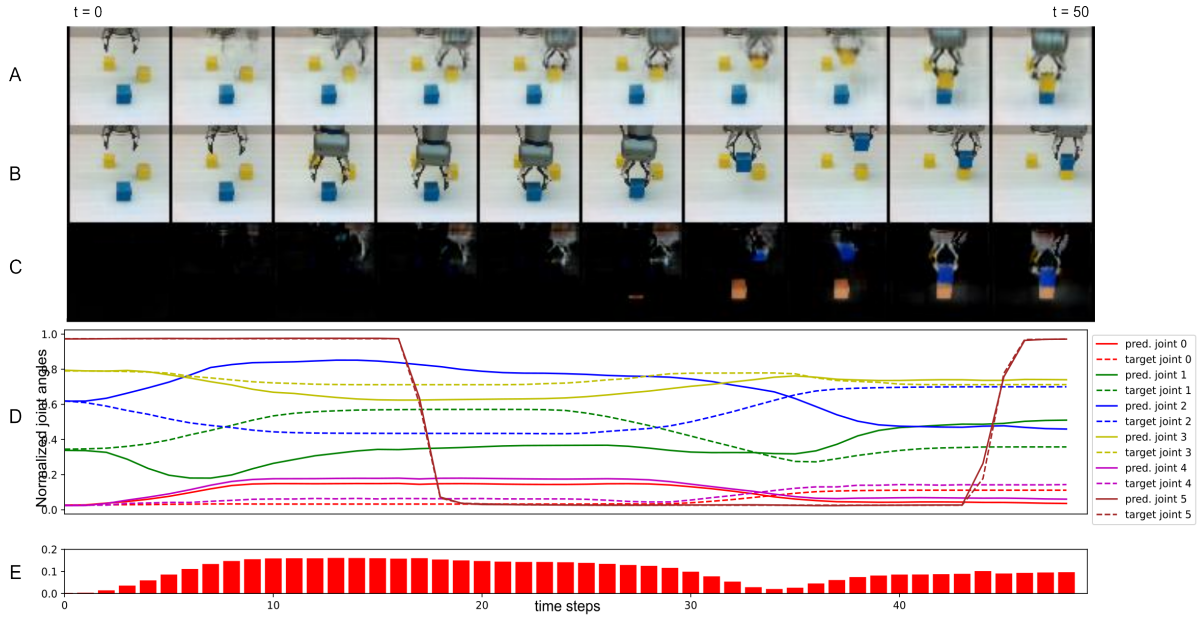 t = 0
t = 50
A
B
C
D
E
Normalized joint angles
1.0
0.8
0.6
0.4
0.2
0.0
pred. joint 0
target joint 0
pred. joint 1
target joint 1
pred. joint 2
target joint 2
pred. joint 3
target joint 3
pred. joint 4
target joint 4
pred. joint 5
target joint 5
0.2
0.1
0.0
0
10
20
30
40
time steps